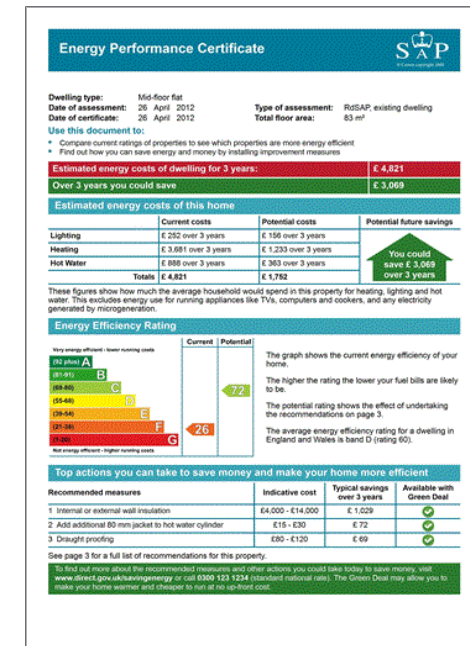 Energy Performance Certificate
SAP
© Crown copyright 2009
Dwelling type: Mid-floor flat
Date of assessment: 26 April 2012 Type of assessment: RdSAP, existing dwelling
Date of certificate: 26 April 2012 Total floor area: 83 m²
Use this document to:
• Compare current ratings of properties to see which properties are more energy efficient
• Find out how you can save energy and money by installing improvement measures
Estimated energy costs of dwelling for 3 years: £ 4,821
Over 3 years you could save £ 3,069
Estimated energy costs of this home
Current costs Potential costs Potential future savings
Lighting £ 252 over 3 years £ 156 over 3 years
Heating £ 3,681 over 3 years £ 1,233 over 3 years
Hot Water £ 888 over 3 years £ 363 over 3 years
Totals £ 4,821 £ 1,752
You could
save £ 3,069
over 3 years
These figures show how much the average household would spend in this property for heating, lighting and hot
water. This excludes energy use for running appliances like TVs, computers and cookers, and any electricity
generated by microgeneration.
Energy Efficiency Rating
Current Potential
Very energy efficient - lower running costs
(92 plus) A
(81-91) B
(69-80) C
(55-68) D
(39-54) E
(21-38) F
(1-20) G
Not energy efficient - higher running costs
26
72
The graph shows the current energy efficiency of your
home.
The higher the rating the lower your fuel bills are likely
to be.
The potential rating shows the effect of undertaking
the recommendations on page 3.
The average energy efficiency rating for a dwelling in
England and Wales is band D (rating 60).
Top actions you can take to save money and make your home more efficient
Recommended measures Indicative cost Typical savings over 3 years Available with Green Deal
1 Internal or external wall insulation £4,000 - £14,000 £ 1,029
2 Add additional 80 mm jacket to hot water cylinder £15 - £30 £ 72
3 Draught proofing £80 - £120 £ 69
See page 3 for a full list of recommendations for this property.
To find out more about the recommended measures and other actions you could take today to save money, visit
www.direct.gov.uk/savingenergy or call 0300 123 1234 (standard national rate). The Green Deal may allow you to
make your home warmer and cheaper to run at no up-front cost.